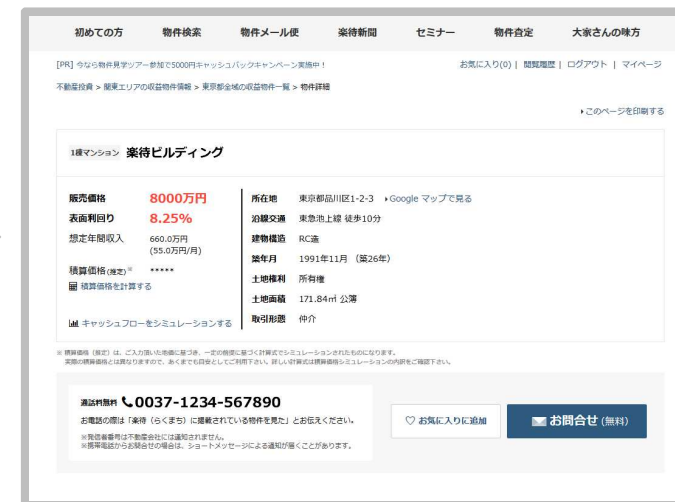 初めての方 物件検索 物件メール便 楽待新聞 セミナー 物件査定 大家さんの味方
[PR] 今なら物件見学ツアー参加で5000円キャッシュバックキャンペーン実施中！ お気に入り(0) | 閲覧履歴 | ログアウト | マイページ
不動産投資 > 関東エリアの収益物件情報 > 東京都全域の収益物件一覧 > 物件詳細
このページを印刷する
1棟マンション 楽待ビルディング
販売価格 8000万円
表面利回り 8.25%
想定年間収入 660.0万円
(55.0万円/月)
積算価格(推定)※ *****
積算価格を計算する
キャッシュフローをシミュレーションする
所在地 東京都品川区1-2-3 Google マップで見る
沿線交通 東急池上線 徒歩10分
建物構造 RC造
築年月 1991年11月 （築26年）
土地権利 所有権
土地面積 171.84㎡ 公簿
取引形態 仲介
※ 積算価格（推定）は、ご入力頂いた地価に基づき、一定の前提に基づく計算式でシミュレーションされたものになります。
実際の積算価格とは異なりますので、あくまでも目安としてご利用下さい。詳しい計算式は積算価格シミュレーションの内訳をご確認下さい。
通話料無料 0037-1234-567890
お電話の際は「楽待（らくまち）に掲載されている物件を見た」とお伝えください。
※発信者番号は不動産会社には通知されません。
※携帯電話からお問合せの場合は、ショートメッセージによる通知が届くことがあります。
お気に入りに追加
お問合せ (無料)